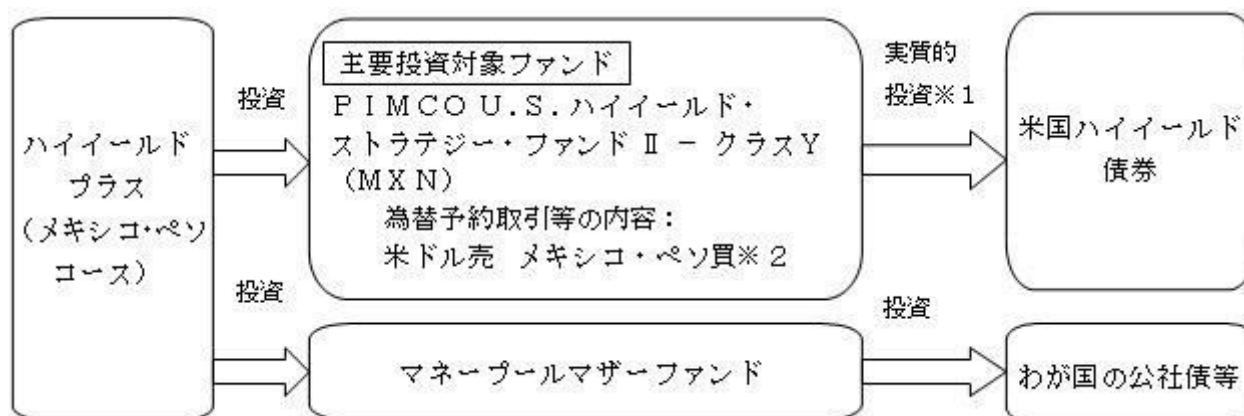 ハイイールド
プラス
(メキシコ・ペソ
コース)
投資
投資
主要投資対象ファンド
ＰＩＭＣＯ Ｕ.Ｓ.ハイイールド・
ストラテジー・ファンド Ⅱ － クラスＹ
(ＭＸＮ)
為替予約取引等の内容：
米ドル売　メキシコ・ペソ買※２
マネープールマザーファンド
実質的
投資※１
投資
米国ハイイールド
債券
わが国の公社債等